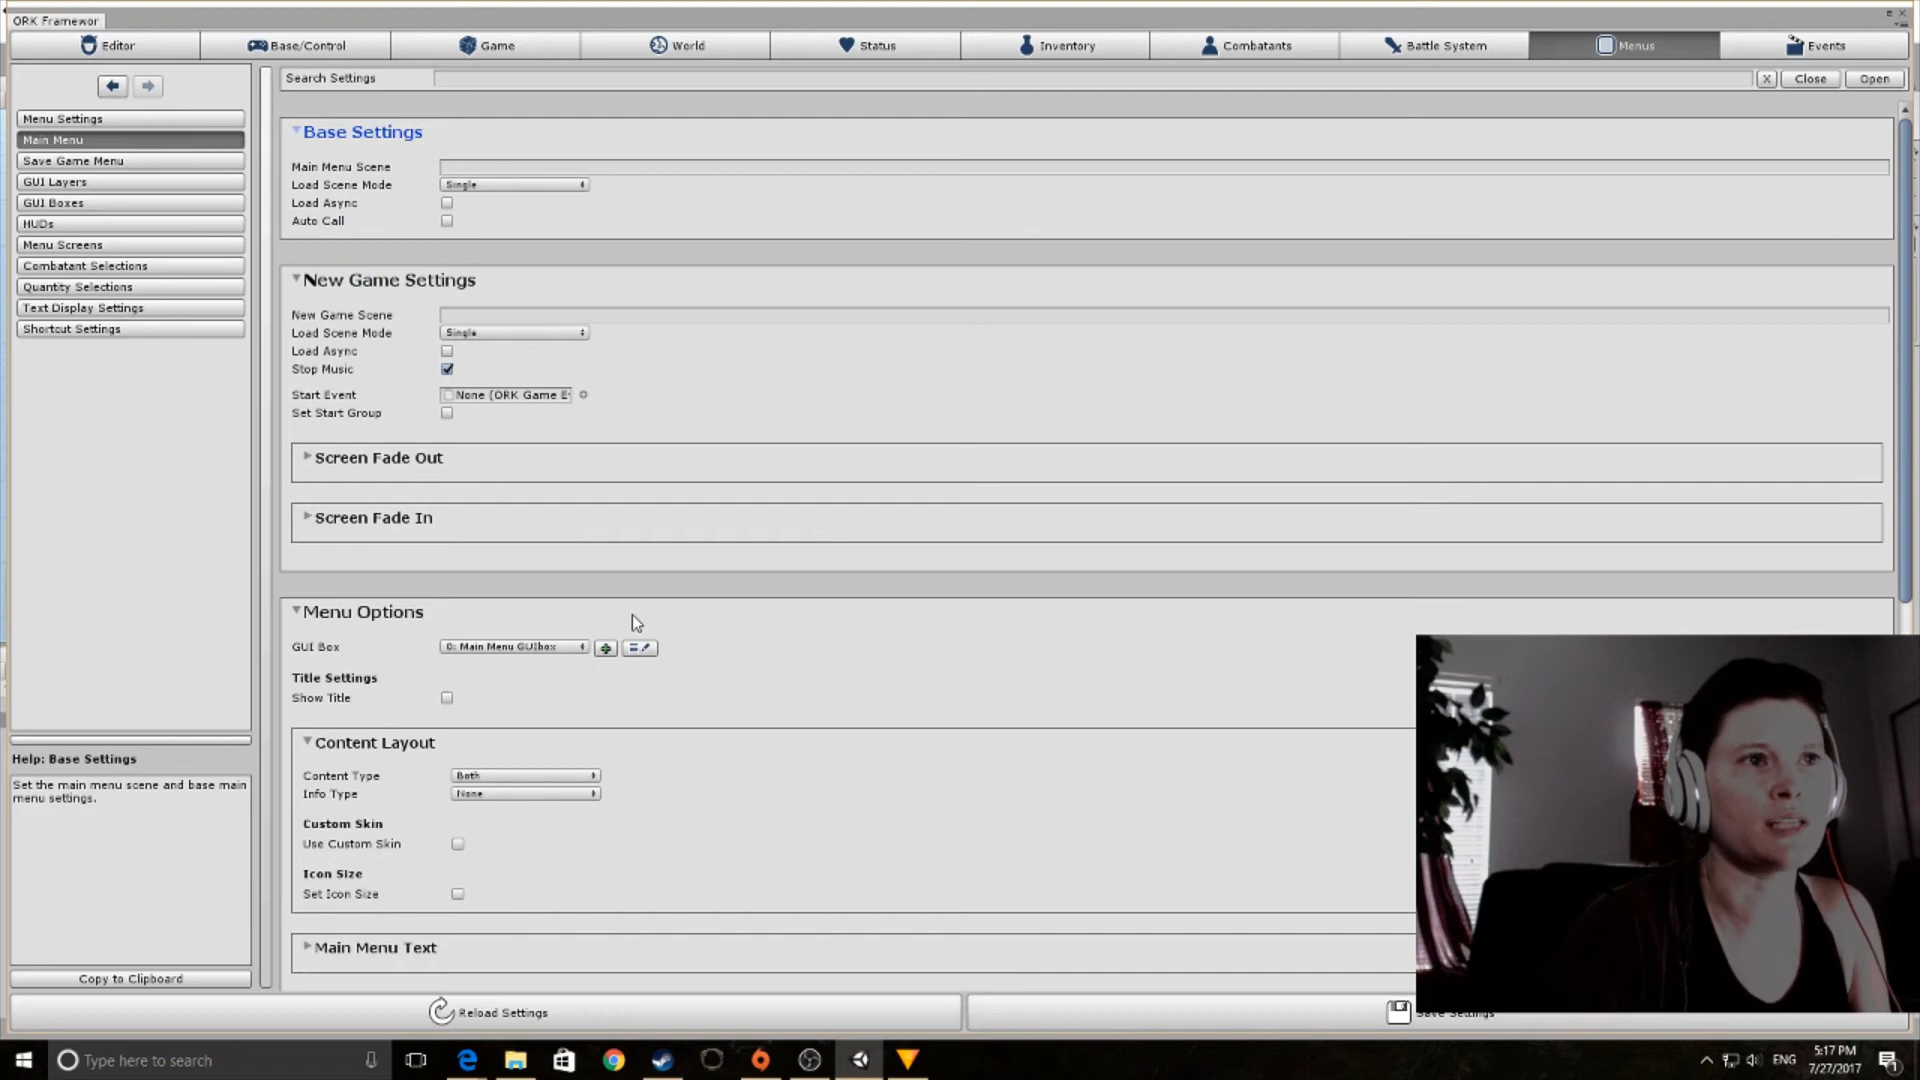 ORK Framewor
Editor Base/Control Game World Status Inventory Combatants Battle System Menus Events
Search Settings X Close Open
Menu Settings
Main Menu
Save Game Menu
GUI Layers
GUI Boxes
HUDs
Menu Screens
Combatant Selections
Quantity Selections
Text Display Settings
Shortcut Settings
Base Settings
Main Menu Scene
Load Scene Mode Single
Load Async
Auto Call
New Game Settings
New Game Scene
Load Scene Mode Single
Load Async
Stop Music
Start Event None (ORK Game E
Set Start Group
Screen Fade Out
Screen Fade In
Menu Options
GUI Box 0: Main Menu GUIbox
Title Settings
Show Title
Content Layout
Content Type Both
Info Type None
Custom Skin
Use Custom Skin
Icon Size
Set Icon Size
Main Menu Text
Help: Base Settings
Set the main menu scene and base main
menu settings.
Copy to Clipboard
Reload Settings
Save Settings
Type here to search
ENG
5:17 PM
7/27/2017
1